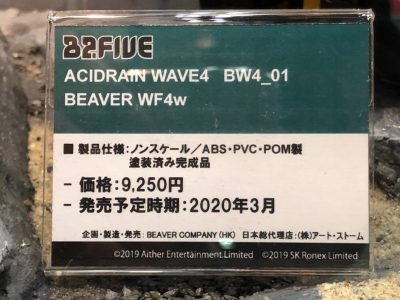 B2FIVE
ACIDRAIN WAVE4 BW4_01
BEAVER WF4w
■ 製品仕様:ノンスケール/ABS・PVC・POM製
塗装済み完成品
- 価格:9,250円
- 発売予定時期:2020年3月
企画・製造・発売:BEAVER COMPANY(HK) 日本総代理店:(株)アート・ストーム
©2019 Aither Entertainment Limited ©2019 SK Ronex Limited